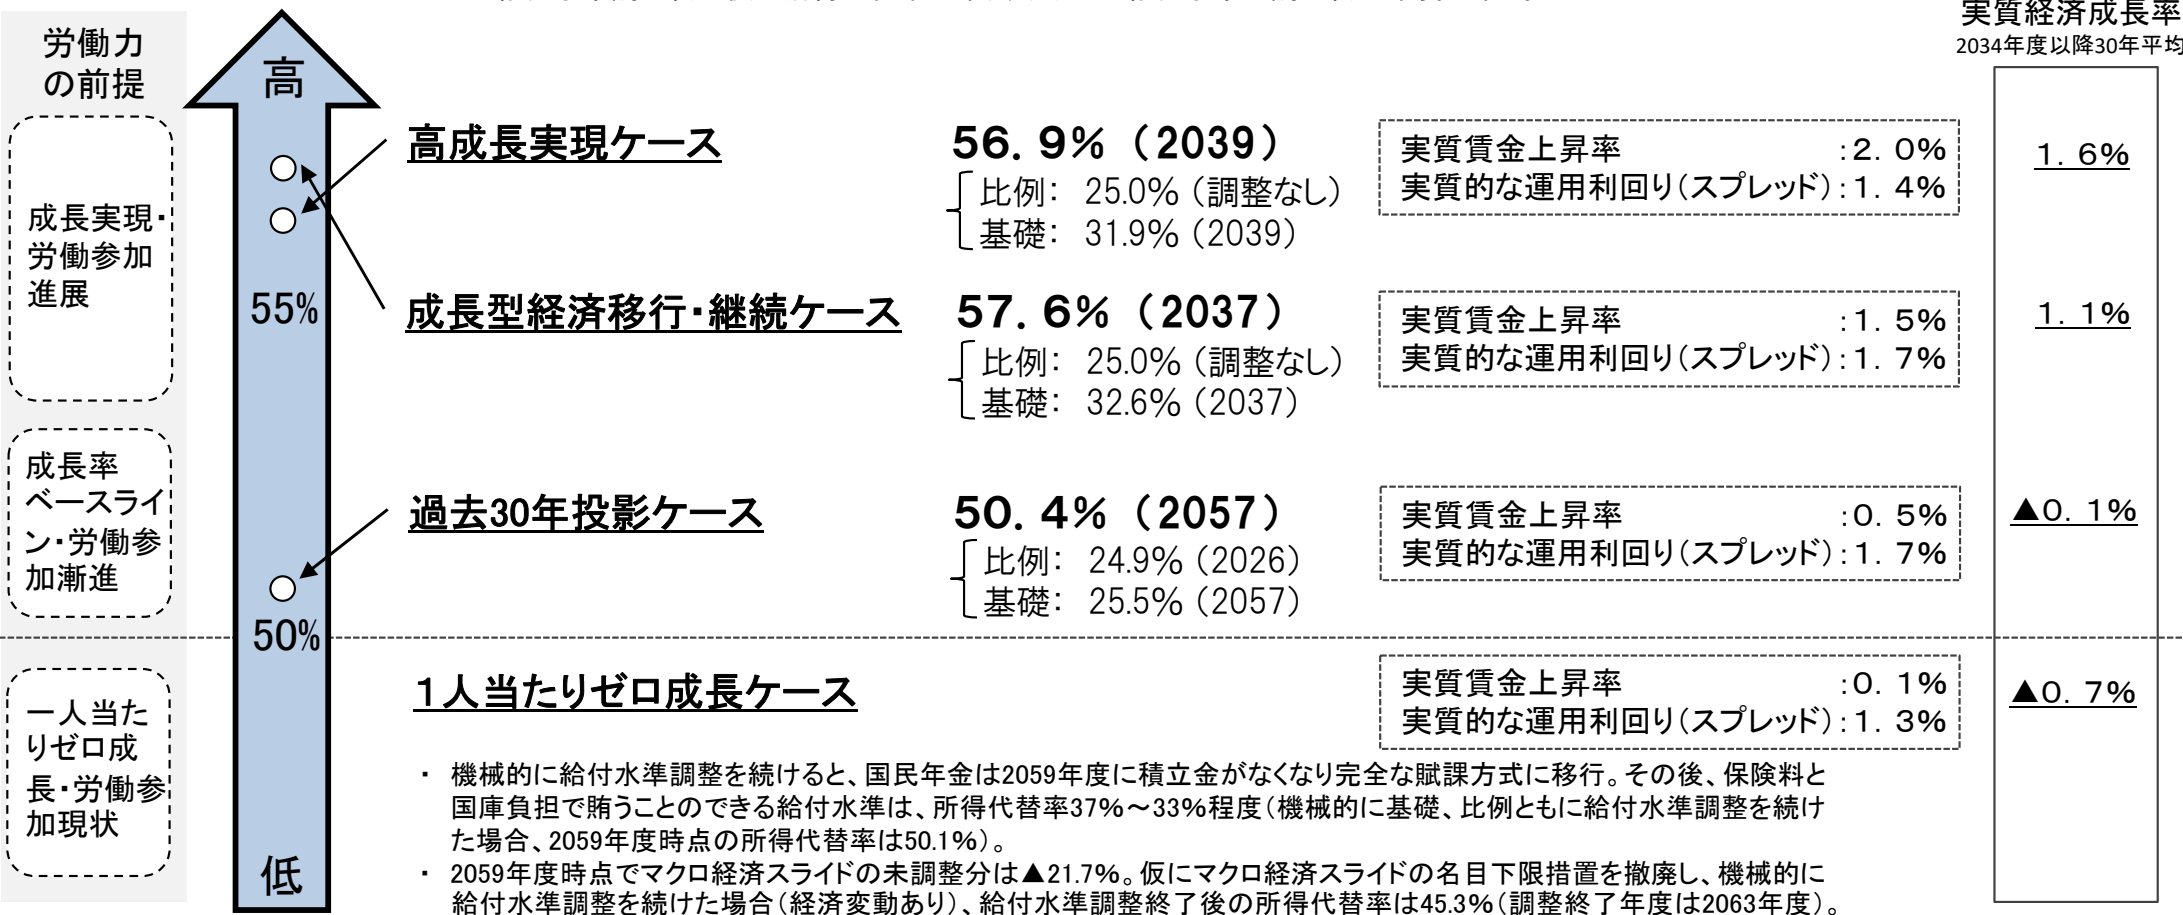 実質経済成長率
2034年度以降30年平均
労働力
の前提
高
高成長実現ケース
56.9%（2039）
比例： 25.0%（調整なし）
基礎： 31.9%（2039）
実質賃金上昇率 ：2.0%
実質的な運用利回り（スプレッド）：1.4%
1.6%
成長実現・
労働参加
進展
55%
成長型経済移行・継続ケース
57.6%（2037）
比例： 25.0%（調整なし）
基礎： 32.6%（2037）
実質賃金上昇率 ：1.5%
実質的な運用利回り（スプレッド）：1.7%
1.1%
成長率
ベースライ
ン・労働参
加漸進
過去30年投影ケース
50.4%（2057）
比例： 24.9%（2026）
基礎： 25.5%（2057）
実質賃金上昇率 ：0.5%
実質的な運用利回り（スプレッド）：1.7%
▲0.1%
50%
一人当た
りゼロ成
長・労働参
加現状
1人当たりゼロ成長ケース
実質賃金上昇率 ：0.1%
実質的な運用利回り（スプレッド）：1.3%
▲0.7%
・ 機械的に給付水準調整を続けると、国民年金は2059年度に積立金がなくなり完全な賦課方式に移行。その後、保険料と
国庫負担で賄うことのできる給付水準は、所得代替率37%～33%程度（機械的に基礎、比例ともに給付水準調整を続け
た場合、2059年度時点の所得代替率は50.1%）。
・ 2059年度時点でマクロ経済スライドの未調整分は▲21.7%。仮にマクロ経済スライドの名目下限措置を撤廃し、機械的に
給付水準調整を続けた場合（経済変動あり）、給付水準調整終了後の所得代替率は45.3%（調整終了年度は2063年度）。
低